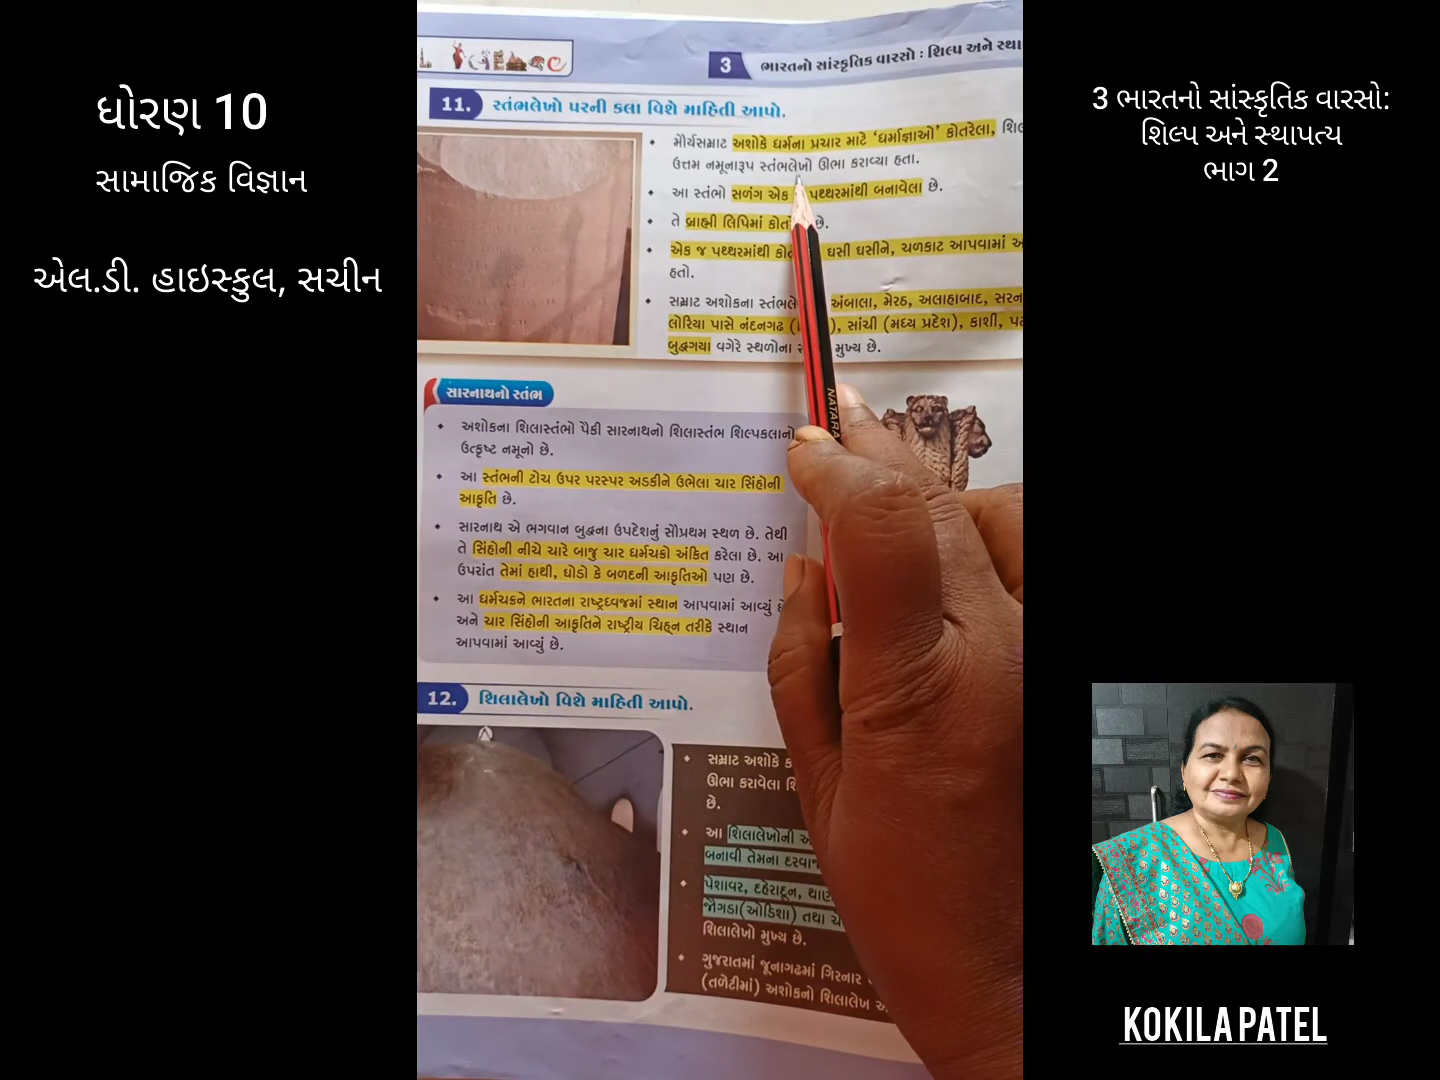 ધોરણ 10
સામાજિક વિજ્ઞાન
એલ.ડી. હાઇસ્કુલ, સચીન
3 ભારતનો સાંસ્કૃતિક વારસો:
શિલ્પ અને સ્થાપત્ય
ભાગ 2
3 ભારતનો સાંસ્કૃતિક વારસો : શિલ્પ અને
11. સ્તંભલેખો પરની કલા વિશે માહિતી આપો.
મૌર્યસમ્રાટ અશોકે ધર્મના પ્રચાર માટે ‘ધર્માજ્ઞાઓ’ કોતરેલા,
ઉત્તમ નમૂનારૂપ સ્તંભલેખો ઊભા કરાવ્યા હતા.
આ સ્તંભો સળંગ એક પથ્થરમાંથી બનાવેલા છે.
તે બ્રાહ્મી લિપિમાં છે.
એક જ પથ્થરમાંથી ઘસી ઘસીને, ચળકાટ આપવામાં
હતો.
સમ્રાટ અશોકના અંબાલા, મેરઠ, અલાહાબાદ,
લોરિયા પાસે નંદનગઢ સાંચી (મધ્ય પ્રદેશ), કાશી,
બુદ્ધગયા વગેરે સ્થળોના મુખ્ય છે.
સારનાથનો સ્તંભ
અશોકના શિલાસ્તંભો પૈકી સારનાથનો શિલાસ્તંભ શિલ્પકલાનો
ઉત્કૃષ્ટ નમૂનો છે.
આ સ્તંભની ટોચ ઉપર પરસ્પર અડકીને ઉભેલા ચાર સિંહોની
આકૃતિ છે.
સારનાથ એ ભગવાન બુદ્ધના ઉપદેશનું સૌપ્રથમ સ્થળ છે. તેથી
તે સિંહોની નીચે ચારે બાજુ ચાર ધર્મચક્રો અંકિત કરેલા છે. આ
ઉપરાંત તેમાં હાથી, ઘોડો કે બળદની આકૃતિઓ પણ છે.
આ ધર્મચક્રને ભારતના રાષ્ટ્રધ્વજમાં સ્થાન આપવામાં આવ્યું
અને ચાર સિંહોની આકૃતિને રાષ્ટ્રીય ચિહ્ન તરીકે સ્થાન
આપવામાં આવ્યું છે.
NATARA
12. શિલાલેખો વિશે માહિતી આપો.
સમ્રાટ અશોકે
ઊભા કરાવેલા
છે.
આ શિલાલેખોની
બનાવી તેમના
પેશાવર, દહેરાદૂન,
જૌગડા(ઓડિશા) તથા
શિલાલેખો મુખ્ય છે.
ગુજરાતમાં જૂનાગઢમાં ગિરનાર
(તળેટીમાં) અશોકનો શિલાલેખ
KOKILA PATEL